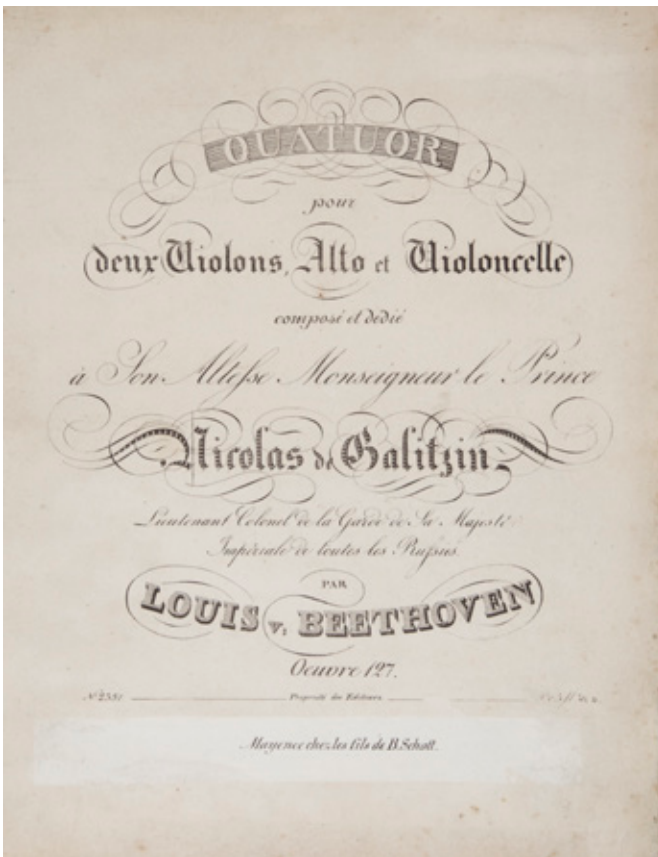 QUATUOR
pour
deux Violons, Alto et Violoncelle
composé et dedié
à Son Altesse Monseigneur le Prince
Nicolas de Galitzin
Lieutenant Colonel de la Garde de Sa Majesté
Impériale de toutes les Russies.
PAR
LOUIS v. BEETHOVEN
Oeuvre 127.
Propriété des Editeurs
Mayence chez les fils de B. Schott.